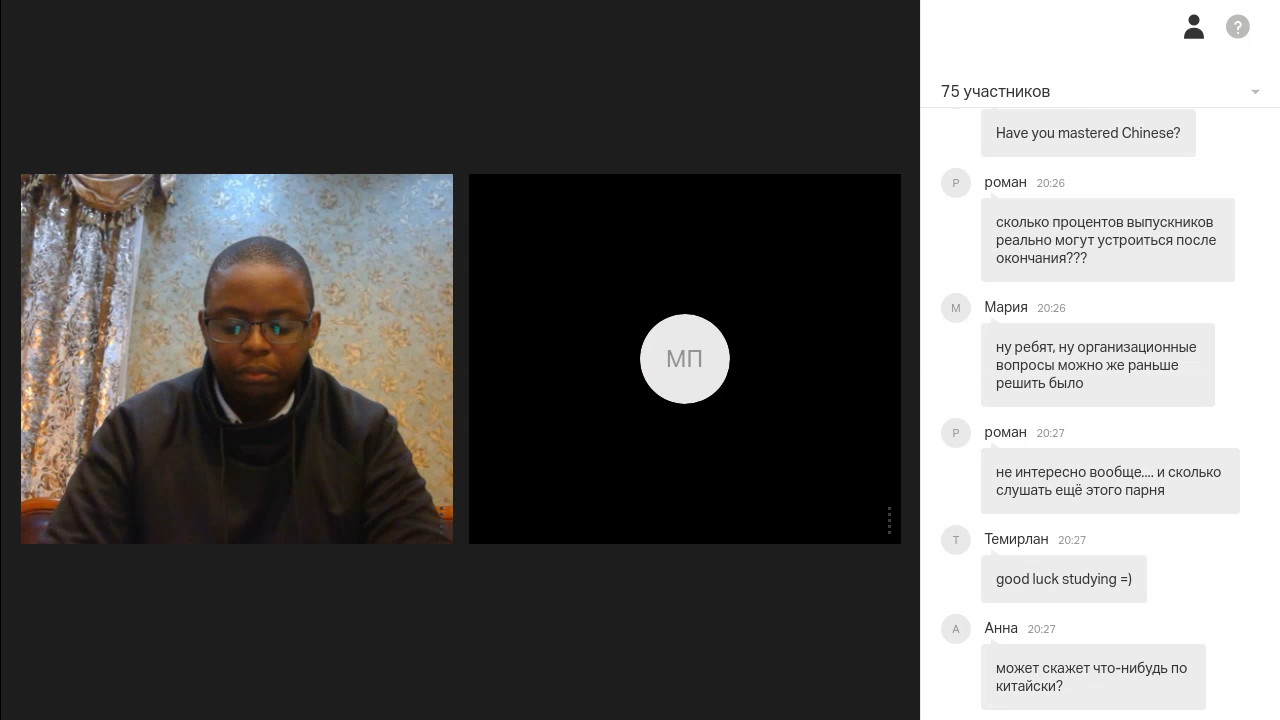 75 участников
Have you mastered Chinese?
Р роман 20:26
сколько процентов выпускников
реально могут устроиться после
окончания???
М Мария 20:26
ну ребят, ну организационные
вопросы можно же раньше
решить было
Р роман 20:27
не интересно вообще.... и сколько
слушать ещё этого парня
Т Темирлан 20:27
good luck studying =)
А Анна 20:27
может скажет что-нибудь по
китайски?
МП
?